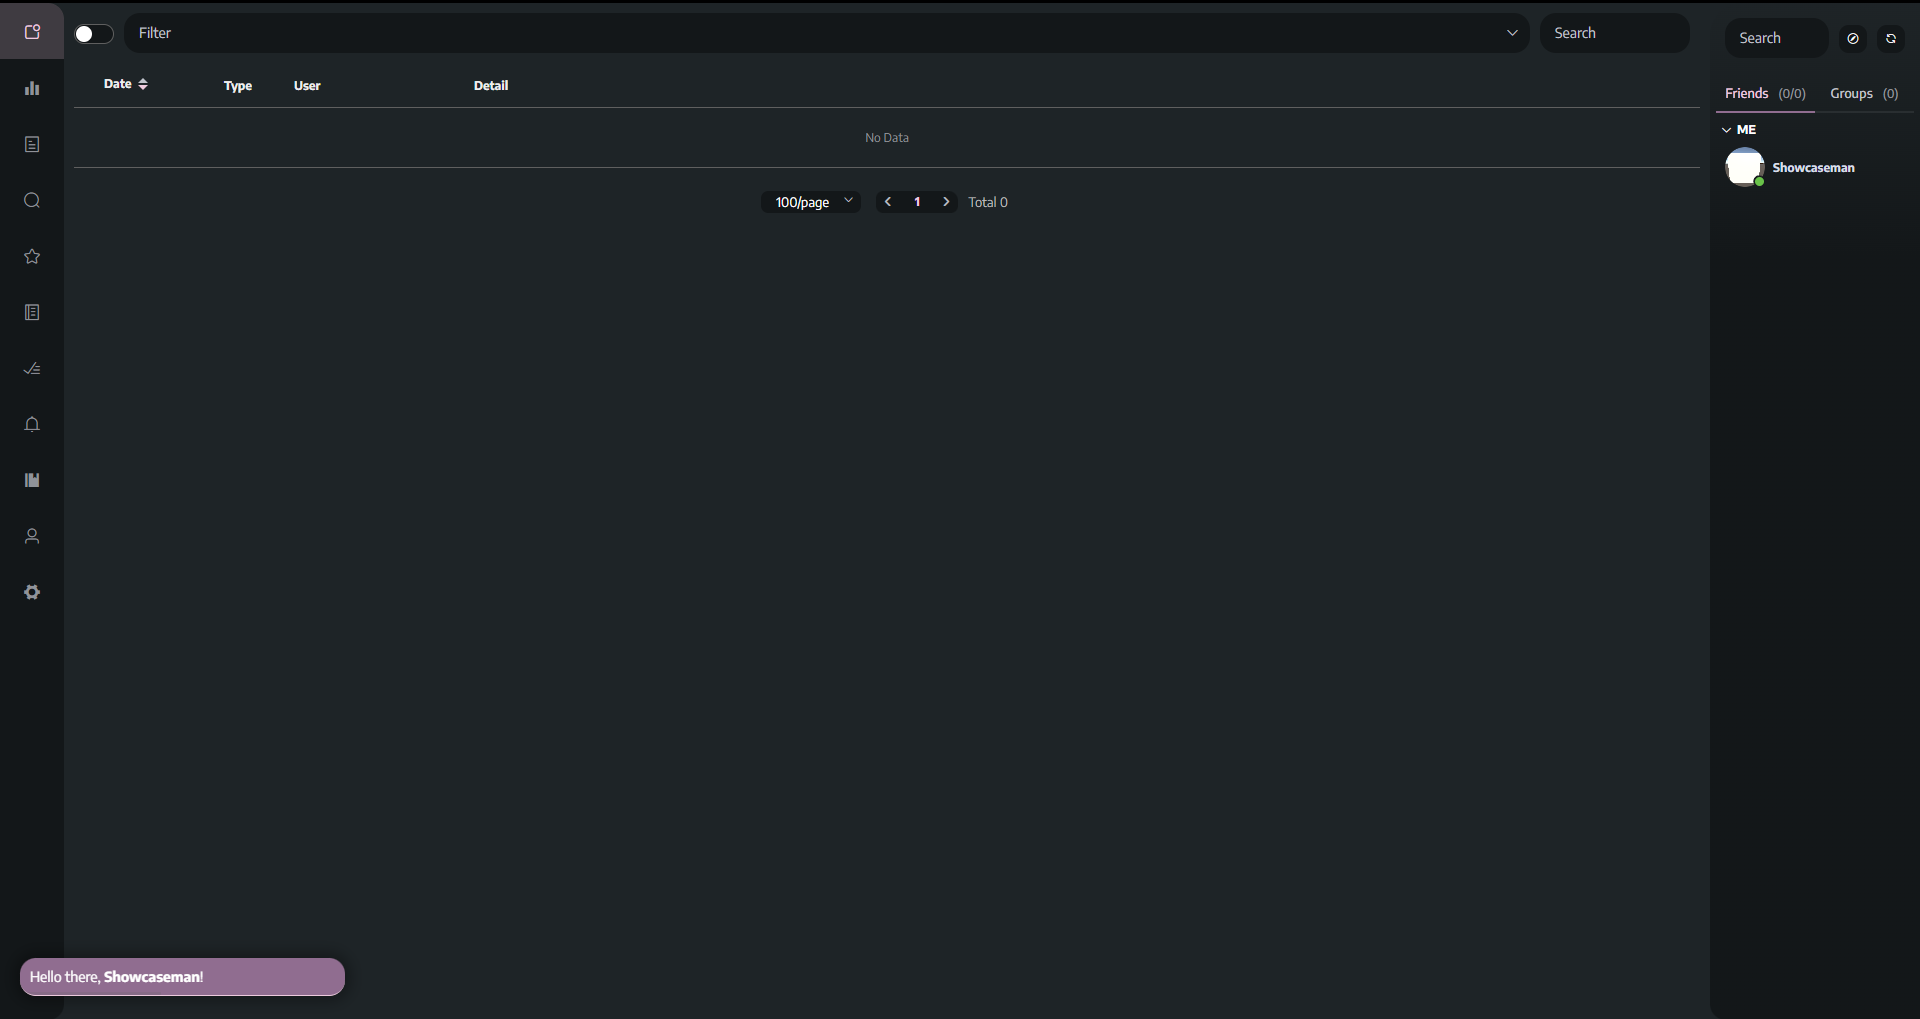 Filter
Search
Search
Date Type User Detail
No Data
100/page 1 Total 0
Friends (0/0) Groups (0)
ME
Showcaseman
Hello there, Showcaseman!